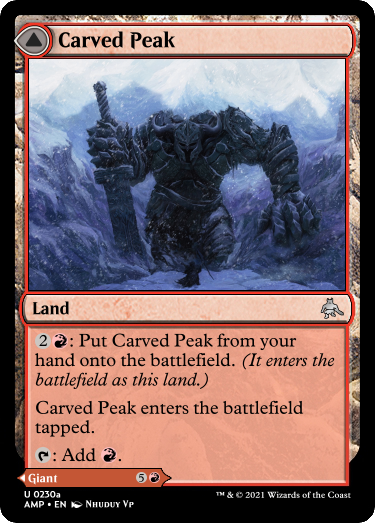 Carved Peak
Land
2 R: Put Carved Peak from your
hand onto the battlefield. (It enters the
battlefield as this land.)
Carved Peak enters the battlefield
tapped.
T: Add R.
Giant 5 R
U 0230a
AMP • EN Nhuduy Vp
™ & © 2021 Wizards of the Coast